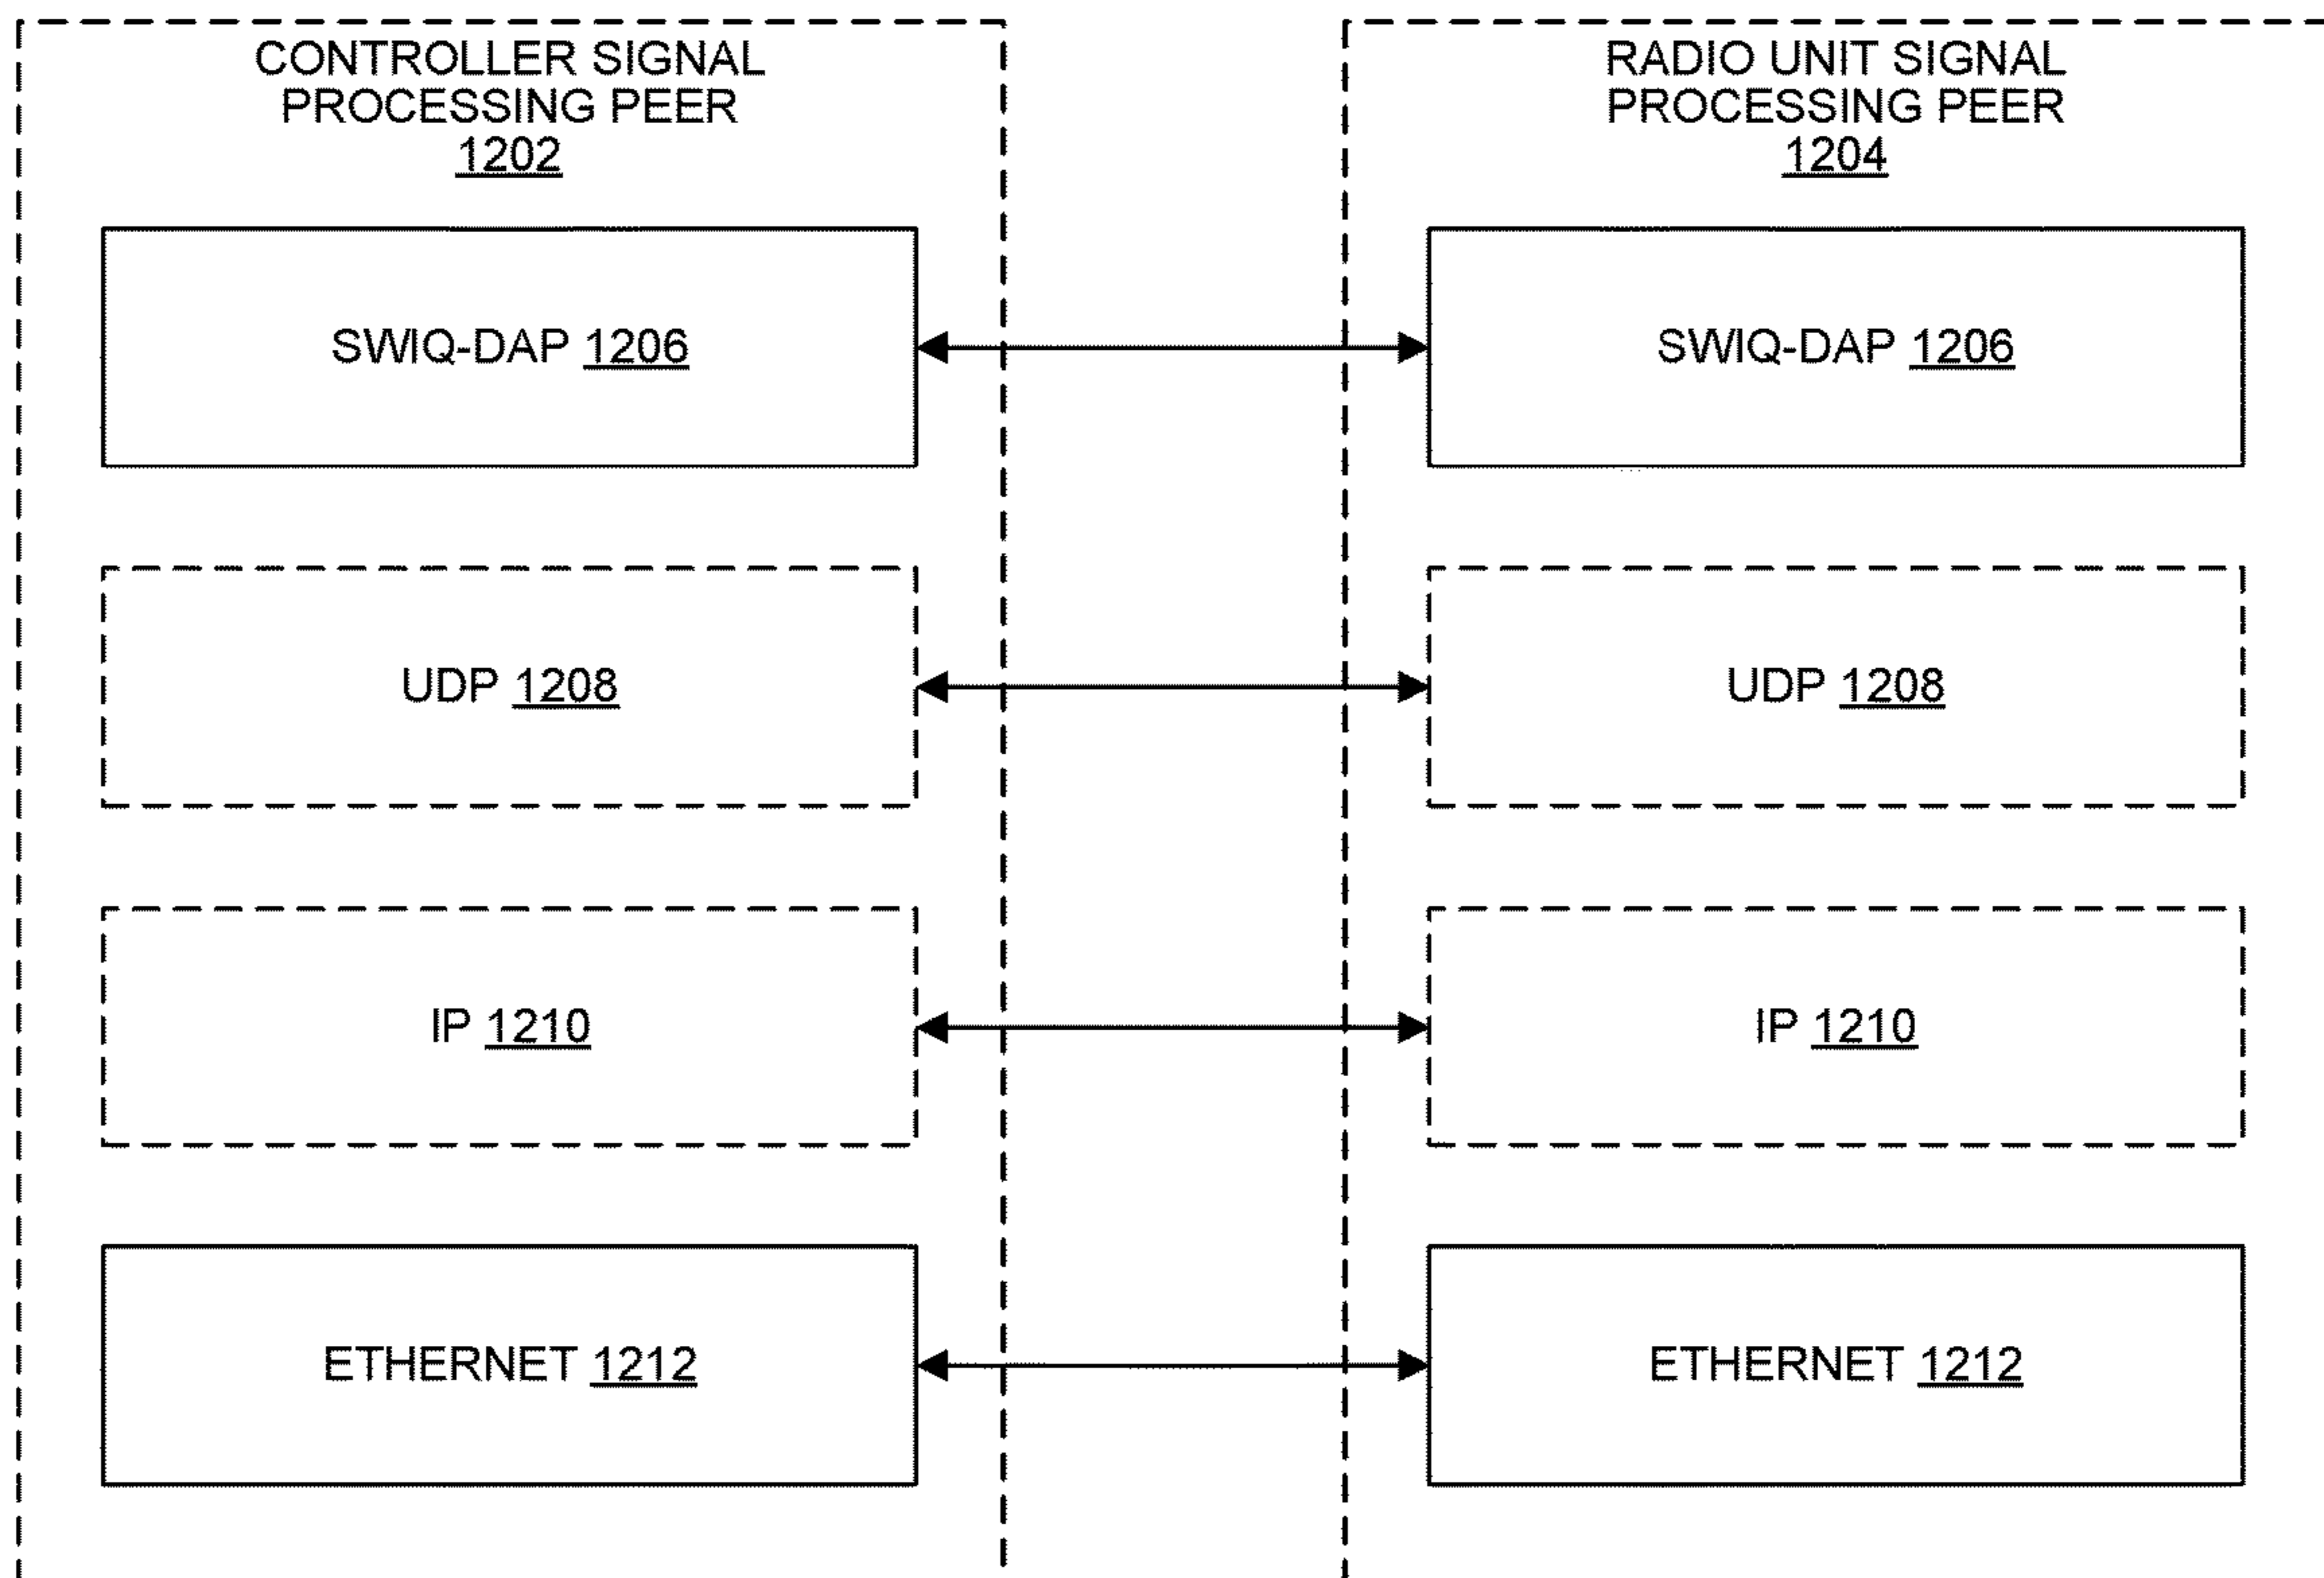 CONTROLLER SIGNAL
PROCESSING PEER
1202
RADIO UNIT SIGNAL
PROCESSING PEER
1204
SWIQ-DAP 1206
SWIQ-DAP 1206
UDP 1208
UDP 1208
IP 1210
IP 1210
ETHERNET 1212
ETHERNET 1212